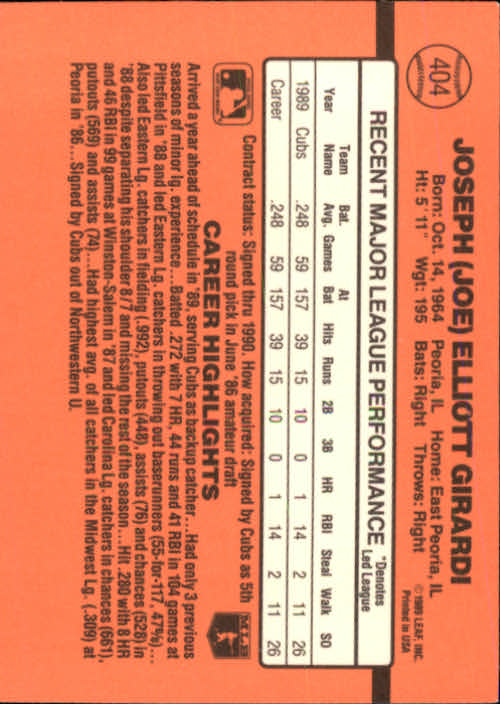 404
JOSEPH (JOE) ELLIOTT GIRARDI
Born: Oct. 14, 1964 Peoria, IL Home: East Peoria, IL
Ht: 5' 11" Wgt: 195 Bats: Right Throws: Right
© 1989 LEAF, INC.
Printed in USA
RECENT MAJOR LEAGUE PERFORMANCE
*Denotes
Led League
Year Team Name Bat. Avg. Games At Bat Hits Runs 2B 3B HR RBI Steal Walk SO
1989 Cubs .248 59 157 39 15 10 0 1 14 2 11 26
Career .248 59 157 39 15 10 0 1 14 2 11 26
Contract status: Signed thru 1990. How acquired: Signed by Cubs as 5th
round pick in June '86 amateur draft
MLB
CAREER HIGHLIGHTS
Arrived a year ahead of schedule in '89, serving Cubs as backup catcher...Had only 3 previous
seasons of minor lg. experience...Batted .272 with 7 HR, 44 runs and 41 RBI in 104 games at
Pittsfield in '88 and led Eastern Lg. catchers in throwing out baserunners (55-for-117, 47%)...
Also led Eastern Lg. catchers in fielding (.992), putouts (448), assists (76) and chances (528) in
'88 despite separating his shoulder 8/7 and missing the rest of the season...Hit .280 with 8 HR
and 46 RBI in 99 games at Winston-Salem in '87 and led Carolina Lg. catchers in chances (661),
putouts (569) and assists (74)....Had highest avg. of all catchers in the Midwest Lg. (.309) at
Peoria in '86...Signed by Cubs out of Northwestern U.